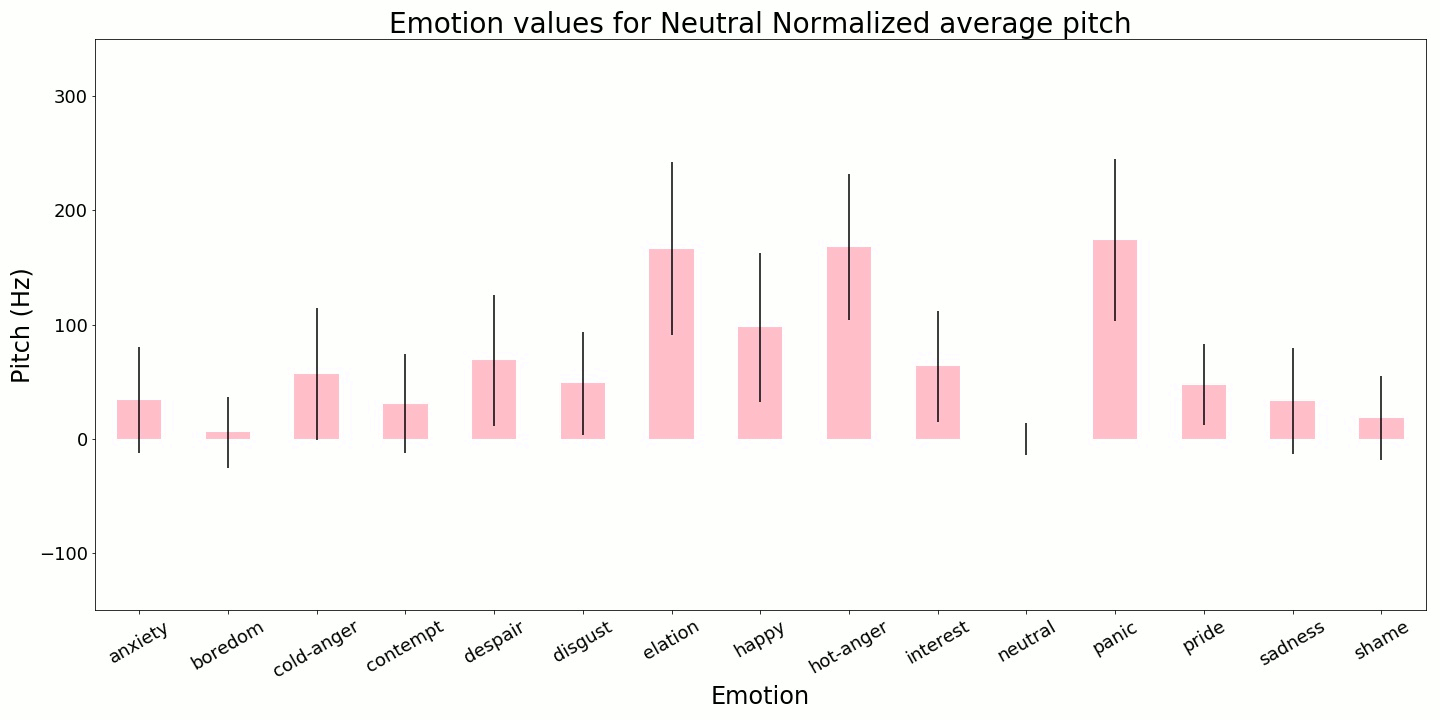 Emotion values for Neutral Normalized average pitch
300
200
100
0
−100
Pitch (Hz)
anxiety
boredom
cold-anger
contempt
despair
disgust
elation
happy
hot-anger
interest
neutral
panic
pride
sadness
shame
Emotion